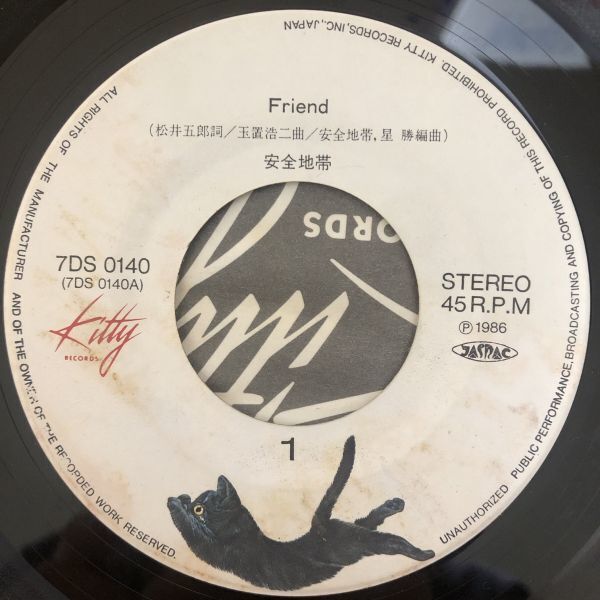 Friend
(松井五郎詞/玉置浩二曲/安全地帯,星 勝編曲)
安全地帯
7DS 0140
(7DS 0140A)
Kitty
RECORDS
STEREO
45 R.P.M
Ⓟ 1986
JASRAC
1
ALL RIGHTS OF THE MANUFACTURER AND OF THE OWNER OF THE RECORDED WORK RESERVED.
UNAUTHORIZED PUBLIC PERFORMANCE, BROADCASTING AND COPYING OF THIS RECORD PROHIBITED. KITTY RECORDS, INC., JAPAN